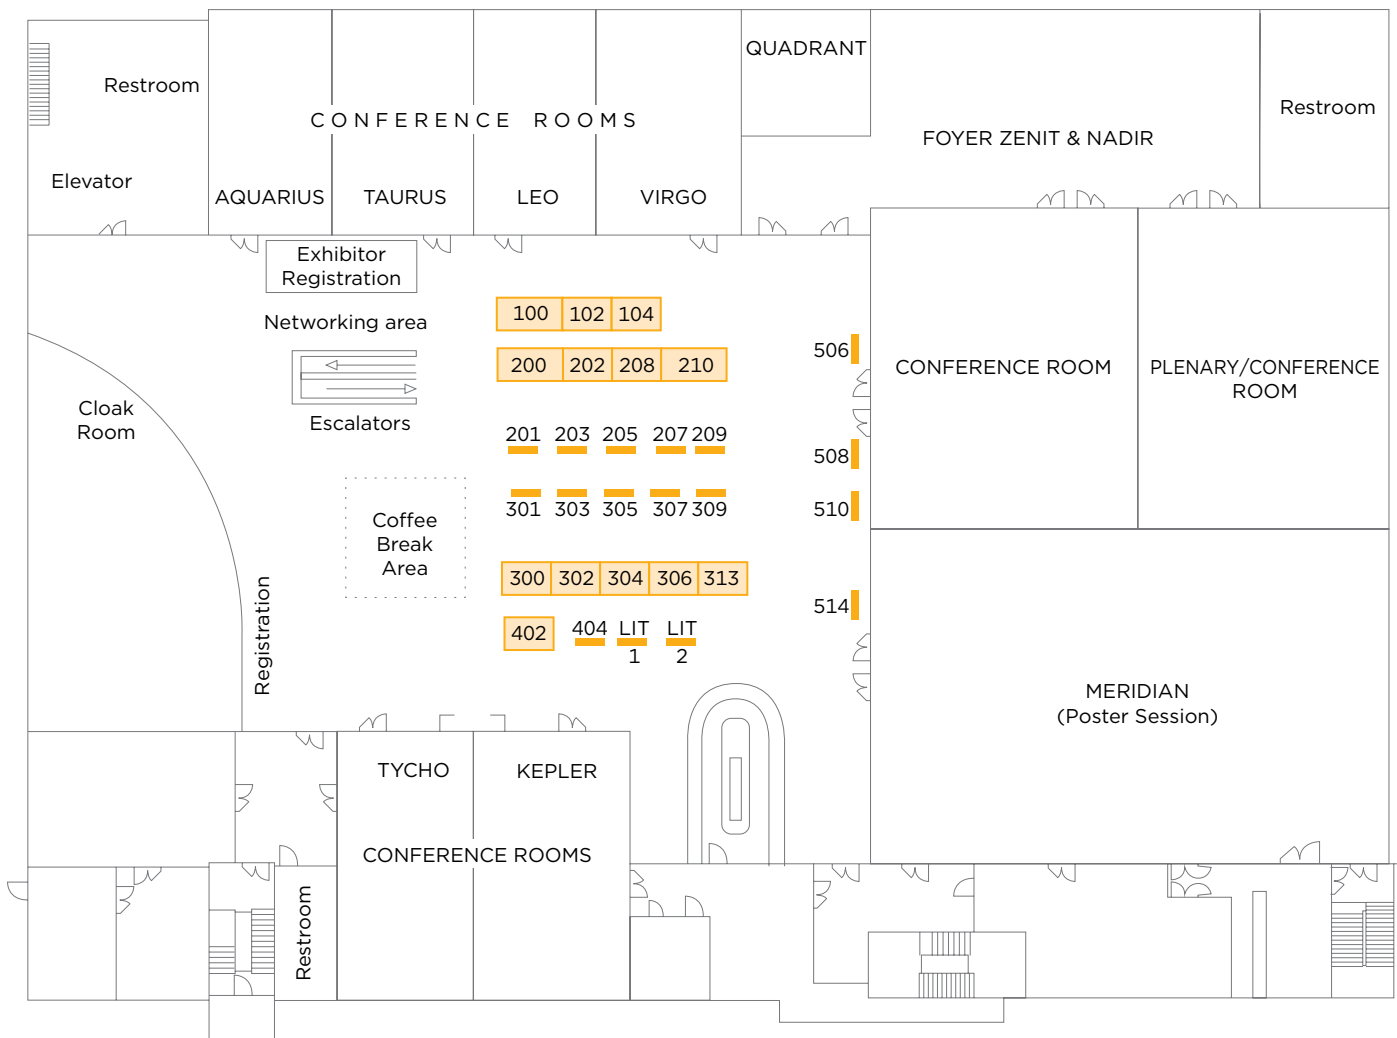 QUADRANT
Restroom
Restroom
CONFERENCE ROOMS
FOYER ZENIT & NADIR
Elevator
AQUARIUS
TAURUS
LEO
VIRGO
Exhibitor
Registration
Networking area
100
102
104
200
202
208
210
506
CONFERENCE ROOM
PLENARY/CONFERENCE
ROOM
Cloak
Room
Escalators
201
203
205
207
209
508
301
303
305
307
309
510
Coffee
Break
Area
300
302
304
306
313
514
Registration
402
404
LIT
1
LIT
2
MERIDIAN
(Poster Session)
TYCHO
KEPLER
CONFERENCE ROOMS
Restroom